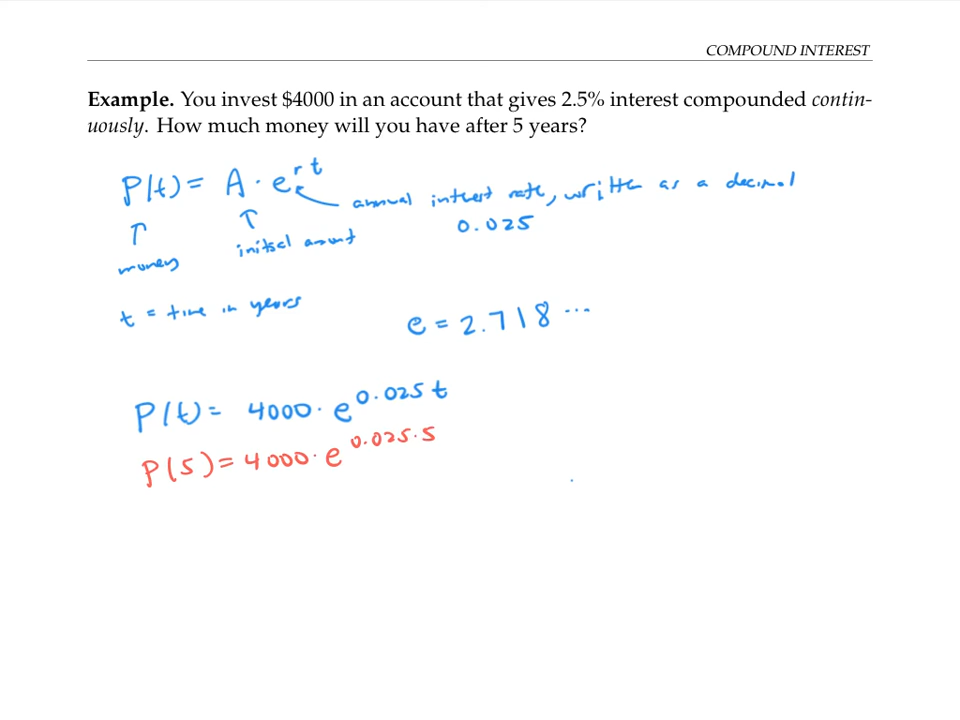 COMPOUND INTEREST
Example. You invest $4000 in an account that gives 2.5% interest compounded contin-
uously. How much money will you have after 5 years?
P(t) = A · e^{rt}
annual interest rate, written as a decimal
0.025
↑ ↑
initial amount
money
t = time in years
e = 2.718 ...
P(t) = 4000 · e^{0.025 t}
P(5) = 4000 · e^{0.025·5}